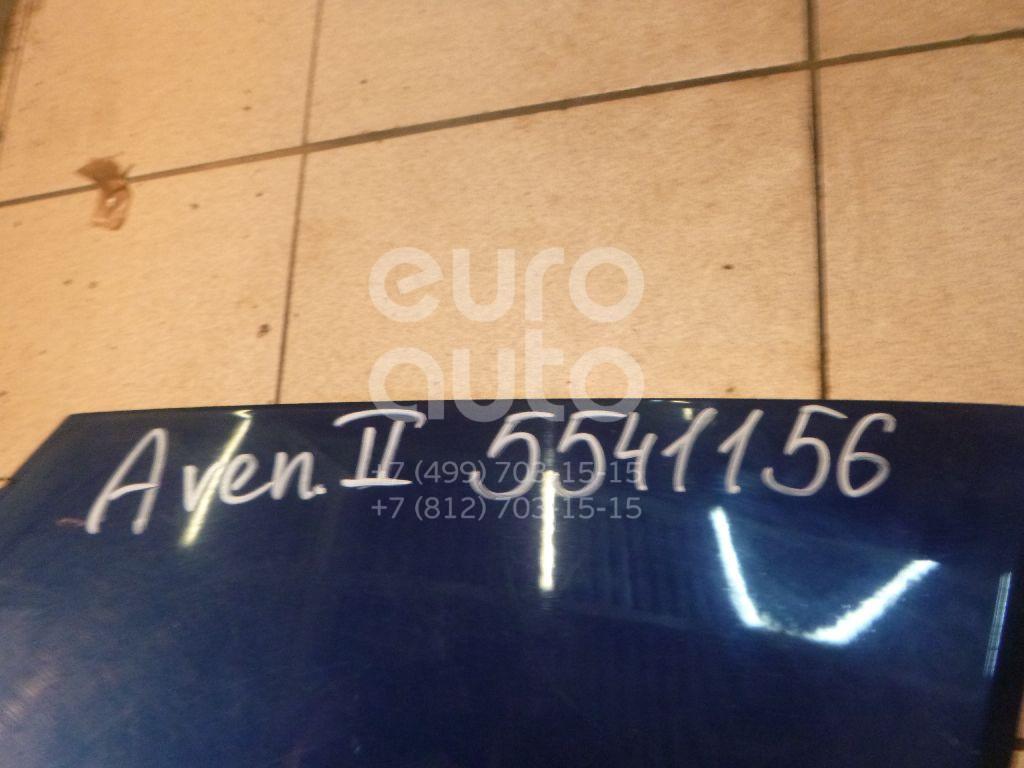 euro
auto
Aven. II 5541156
+7 (499) 703-15-15
+7 (812) 703-15-15